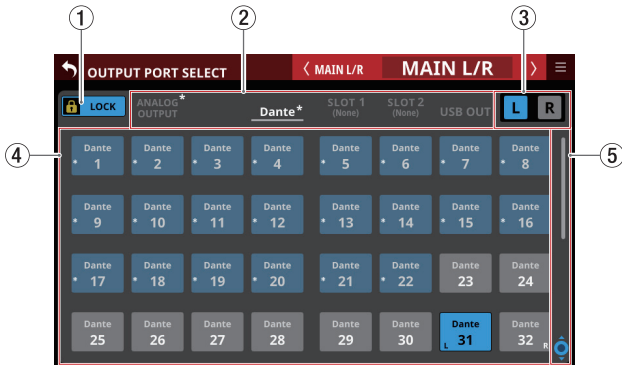 1 2 3
OUTPUT PORT SELECT MAIN L/R MAIN L/R
LOCK ANALOG OUTPUT* Dante* SLOT 1 (None) SLOT 2 (None) USB OUT L R
4 5
Dante Dante Dante Dante Dante Dante Dante Dante
* 1 * 2 * 3 * 4 * 5 * 6 * 7 * 8
Dante Dante Dante Dante Dante Dante Dante Dante
* 9 * 10 * 11 * 12 * 13 * 14 * 15 * 16
Dante Dante Dante Dante Dante Dante Dante Dante
* 17 * 18 * 19 * 20 * 21 * 22 23 24
Dante Dante Dante Dante Dante Dante Dante Dante
25 26 27 28 29 30 L 31 32 R